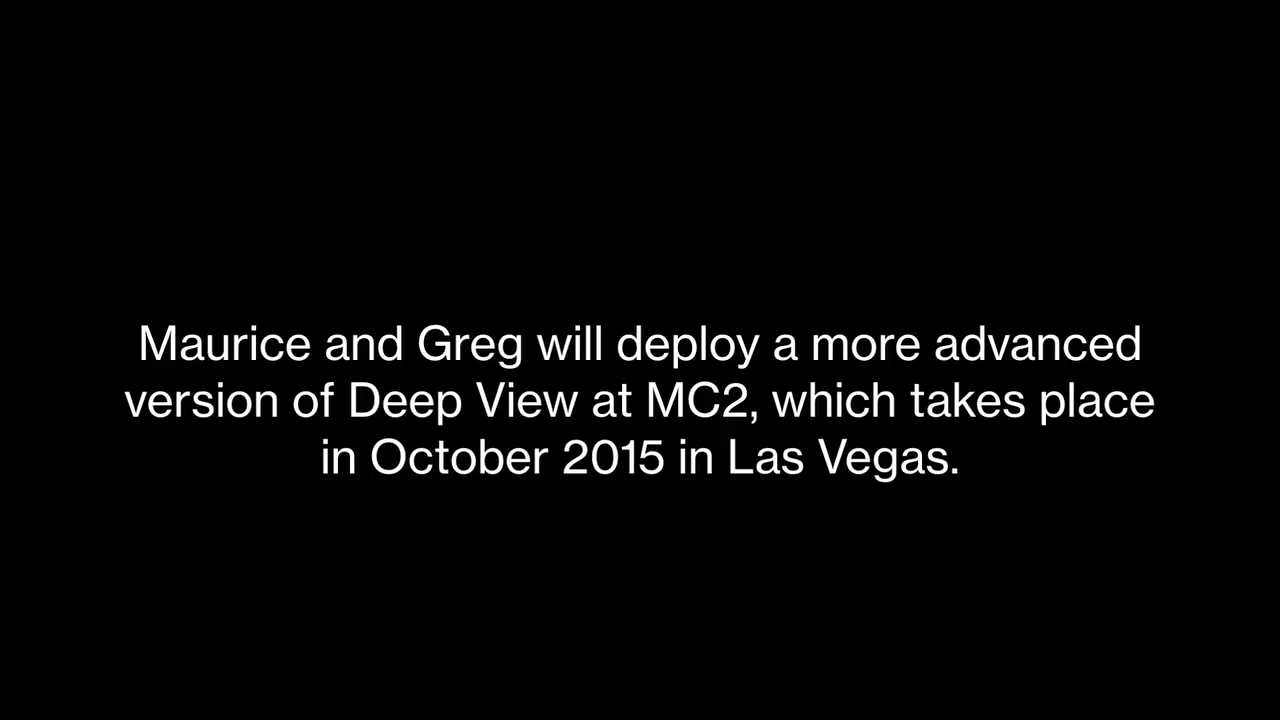 Maurice and Greg will deploy a more advanced
version of Deep View at MC2, which takes place
in October 2015 in Las Vegas.